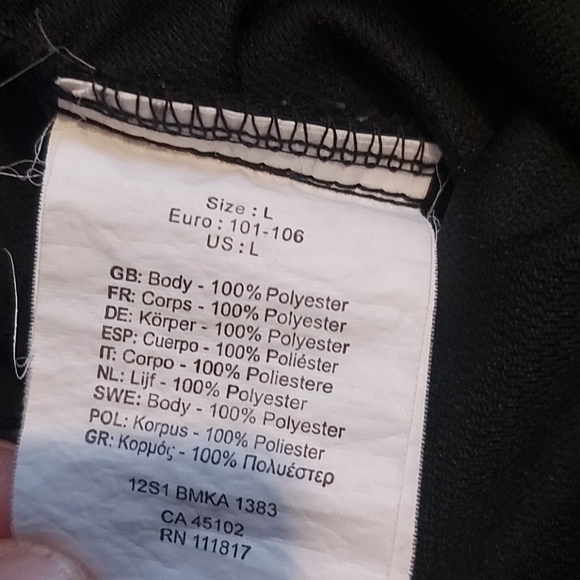 Size : L
Euro : 101-106
US : L
GB: Body - 100% Polyester
FR: Corps - 100% Polyester
DE: Körper - 100% Polyester
ESP: Cuerpo - 100% Poliéster
IT: Corpo - 100% Poliestere
NL: Lijf - 100% Polyester
SWE: Body - 100% Polyester
POL: Korpus - 100% Poliester
GR: Κορμός - 100% Πολυέστερ
12S1 BMKA 1383
CA 45102
RN 111817